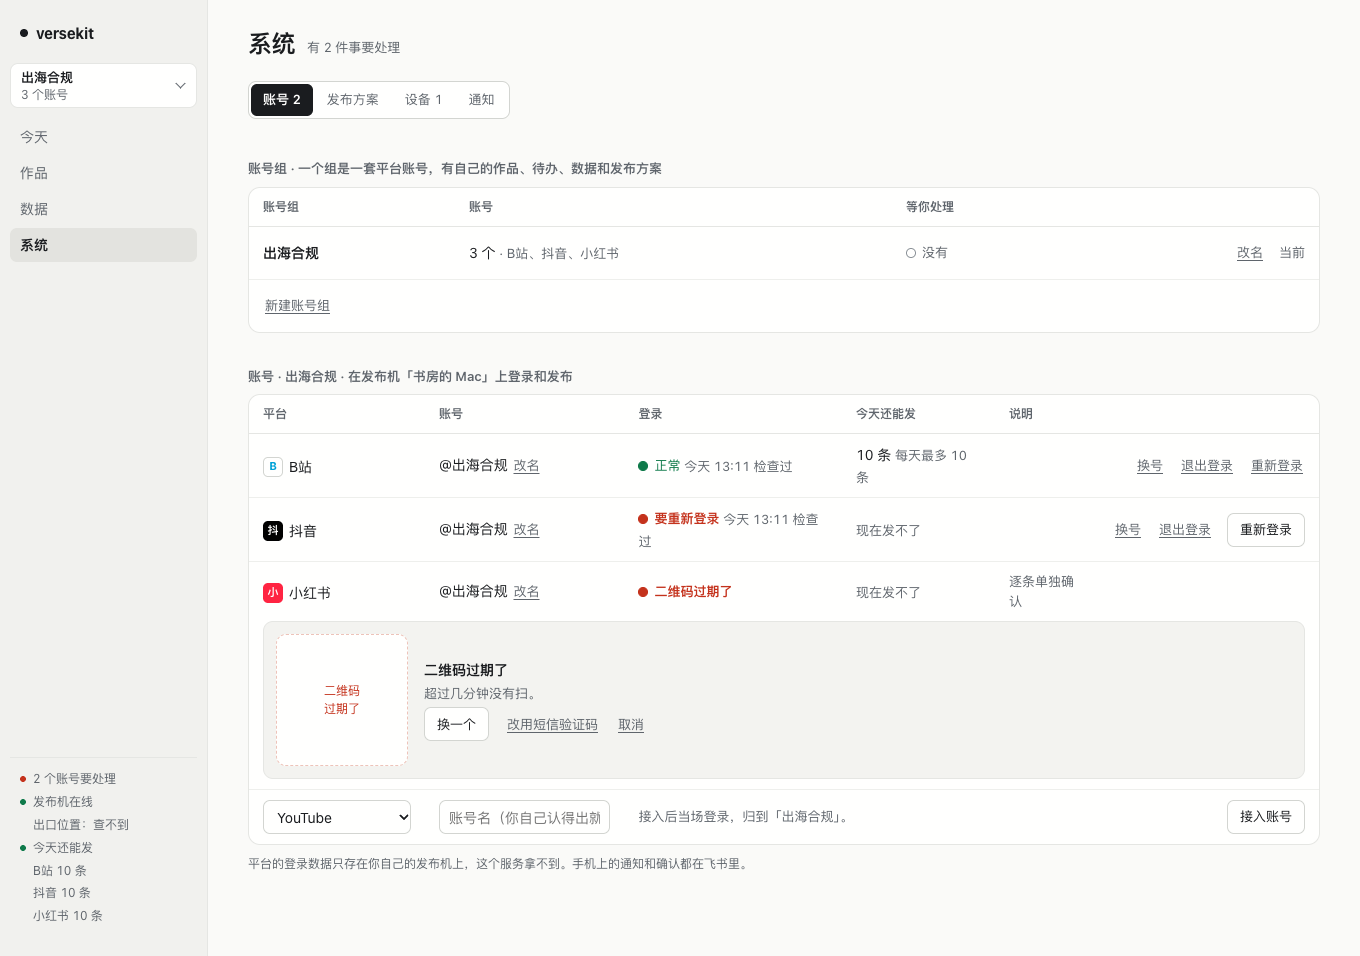 versekit
出海合规
3 个账号
今天
作品
数据
系统
2 个账号要处理
发布机在线
出口位置：查不到
今天还能发
B站 10 条
抖音 10 条
小红书 10 条
系统 有 2 件事要处理
账号 2 发布方案 设备 1 通知
账号组 · 一个组是一套平台账号，有自己的作品、待办、数据和发布方案
账号组 账号 等你处理
出海合规 3 个 · B站、抖音、小红书 没有 改名 当前
新建账号组
账号 · 出海合规 · 在发布机「书房的 Mac」上登录和发布
平台 账号 登录 今天还能发 说明
B B站 @出海合规 改名 正常 今天 13:11 检查过 10 条 每天最多 10
条 换号 退出登录 重新登录
抖 抖音 @出海合规 改名 要重新登录 今天 13:11 检查
过 现在发不了 换号 退出登录 重新登录
小 小红书 @出海合规 改名 二维码过期了 现在发不了 逐条单独确
认
二维码
过期了
二维码过期了
超过几分钟没有扫。
换一个 改用短信验证码 取消
YouTube 账号名（你自己认得出就 接入后当场登录，归到「出海合规」。 接入账号
平台的登录数据只存在你自己的发布机上，这个服务拿不到。手机上的通知和确认都在飞书里。